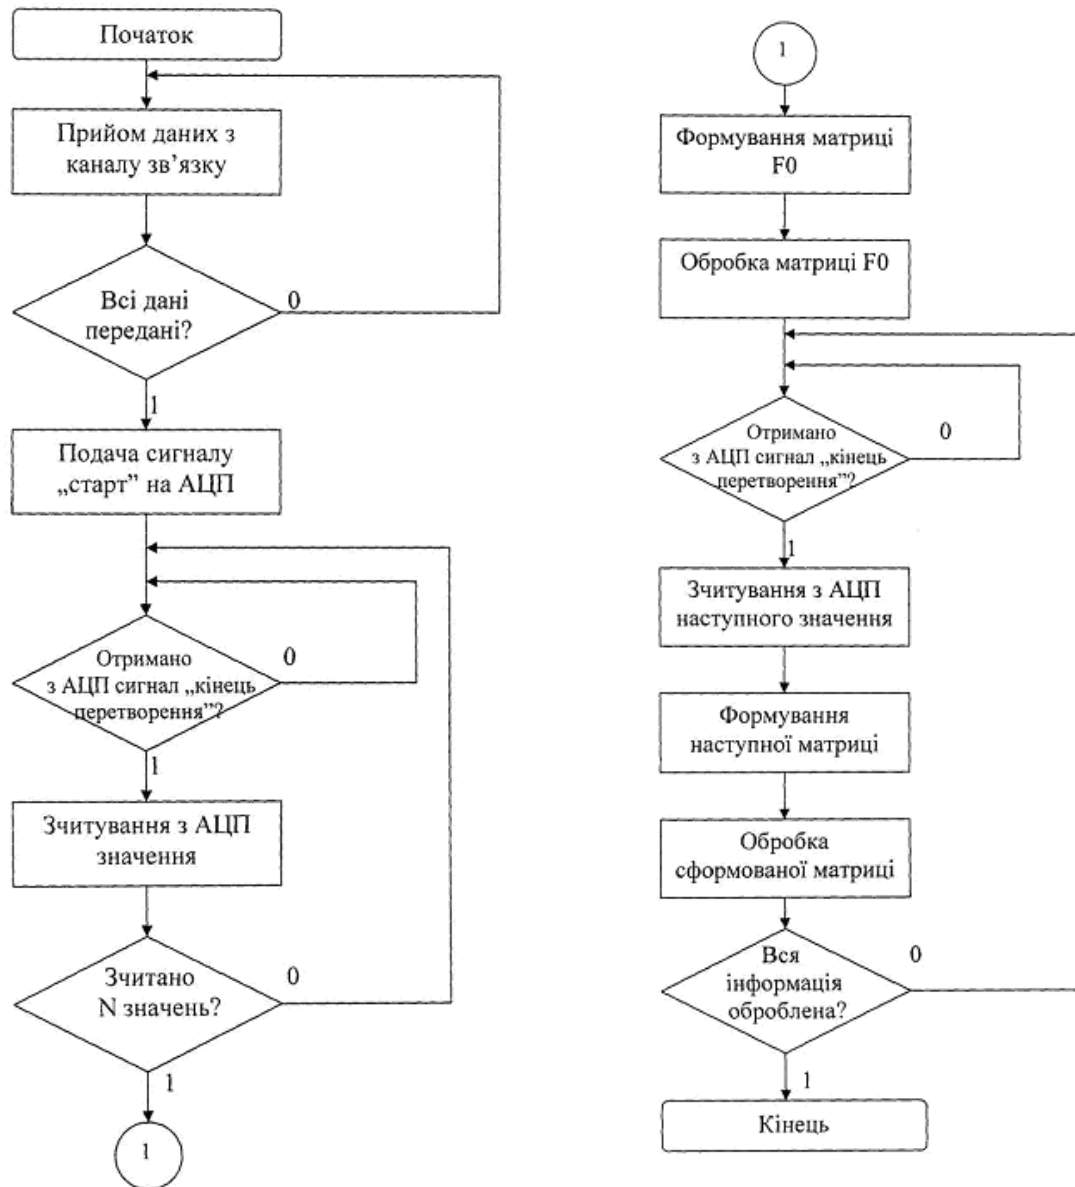 Початок
Прийом даних з
каналу зв’язку
Всі дані
передані?
0
1
Подача сигналу
„старт” на АЦП
Отримано
з АЦП сигнал „кінець
перетворення”?
0
1
Зчитування з АЦП
значення
Зчитано
N значень?
0
1
1
1
Формування матриці
F0
Обробка матриці F0
Отримано
з АЦП сигнал „кінець
перетворення”?
0
1
Зчитування з АЦП
наступного значення
Формування
наступної матриці
Обробка
сформованої матриці
Вся
інформація
оброблена?
0
1
Кінець